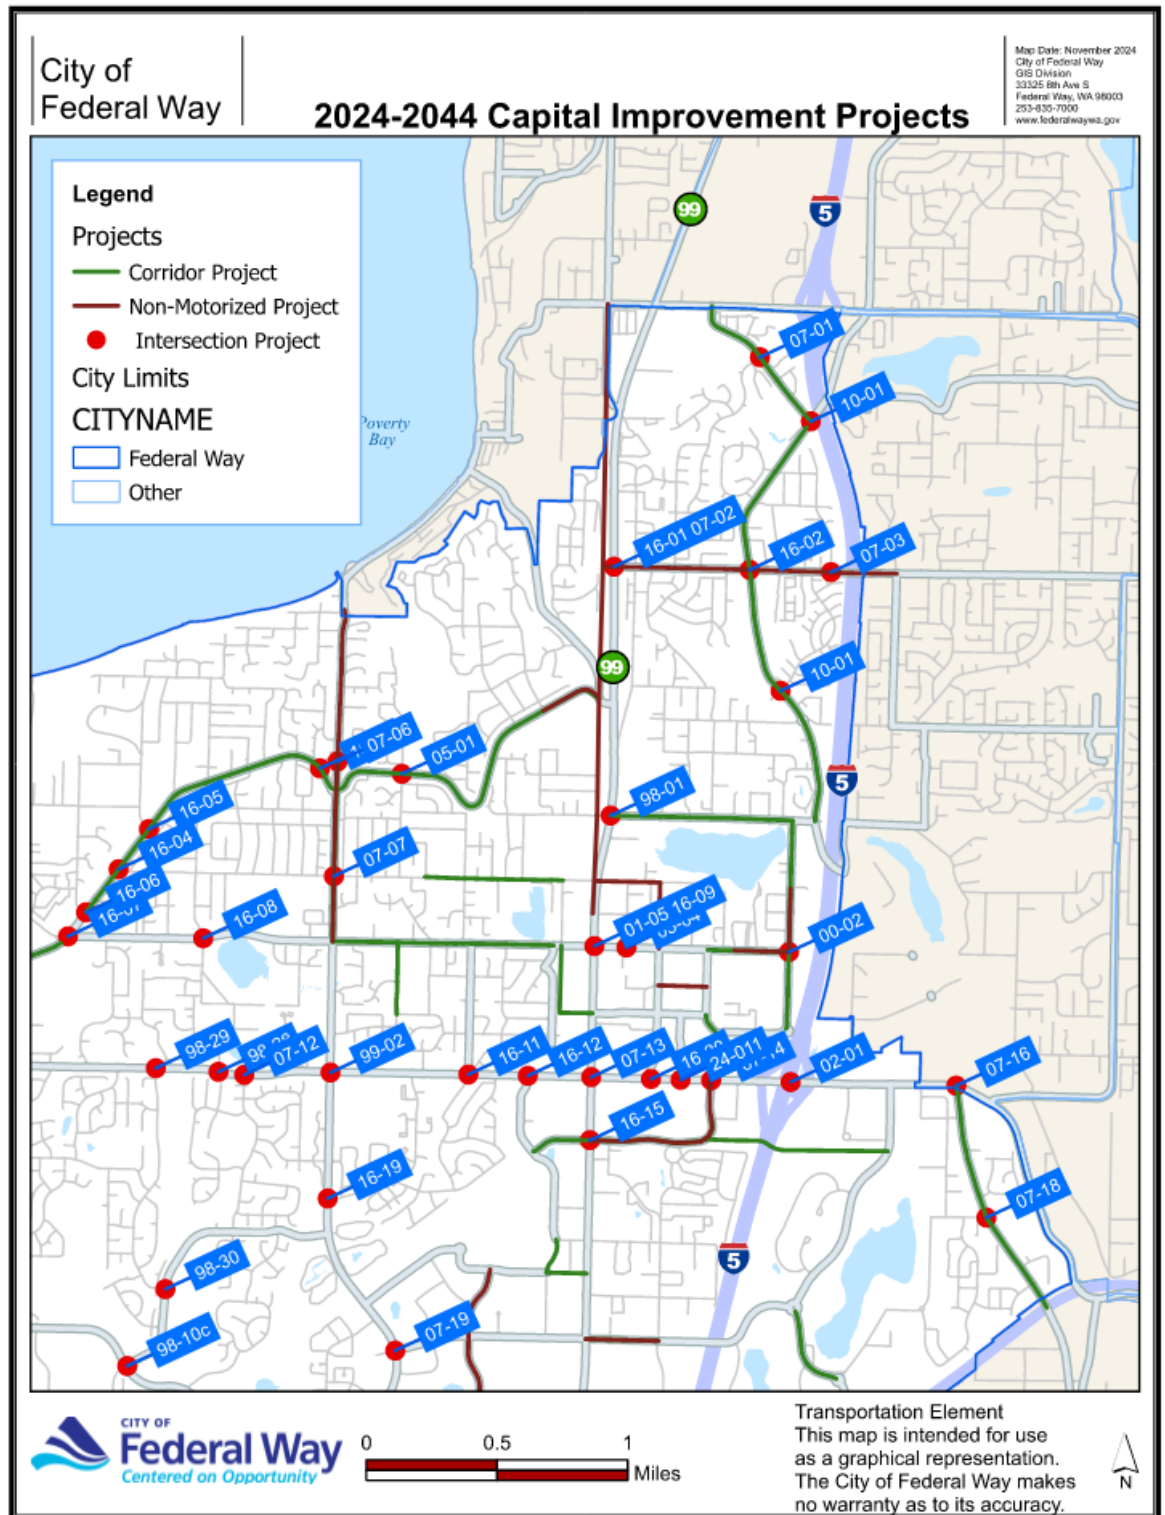 City of
Federal Way
2024-2044 Capital Improvement Projects
Map Date: November 2024
City of Federal Way
GIS Division
33325 8th Ave S
Federal Way, WA 98003
253-835-7000
www.federalwaywa.gov
Legend
Projects
Corridor Project
Non-Motorized Project
Intersection Project
City Limits
CITYNAME
Federal Way
Other
Poverty
Bay
99
5
07-01
10-01
16-01 07-02
16-02
07-03
99
10-01
07-06
05-01
5
98-01
16-05
16-04
16-06
07-07
16-08
01-05 16-09
00-02
98-29
07-12
99-02
16-11
16-12
07-13
24-011
02-01
07-16
16-15
16-19
07-18
98-30
5
98-10c
07-19
CITY OF
Federal Way
Centered on Opportunity
0 0.5 1
Miles
Transportation Element
This map is intended for use
as a graphical representation.
The City of Federal Way makes
no warranty as to its accuracy.
N